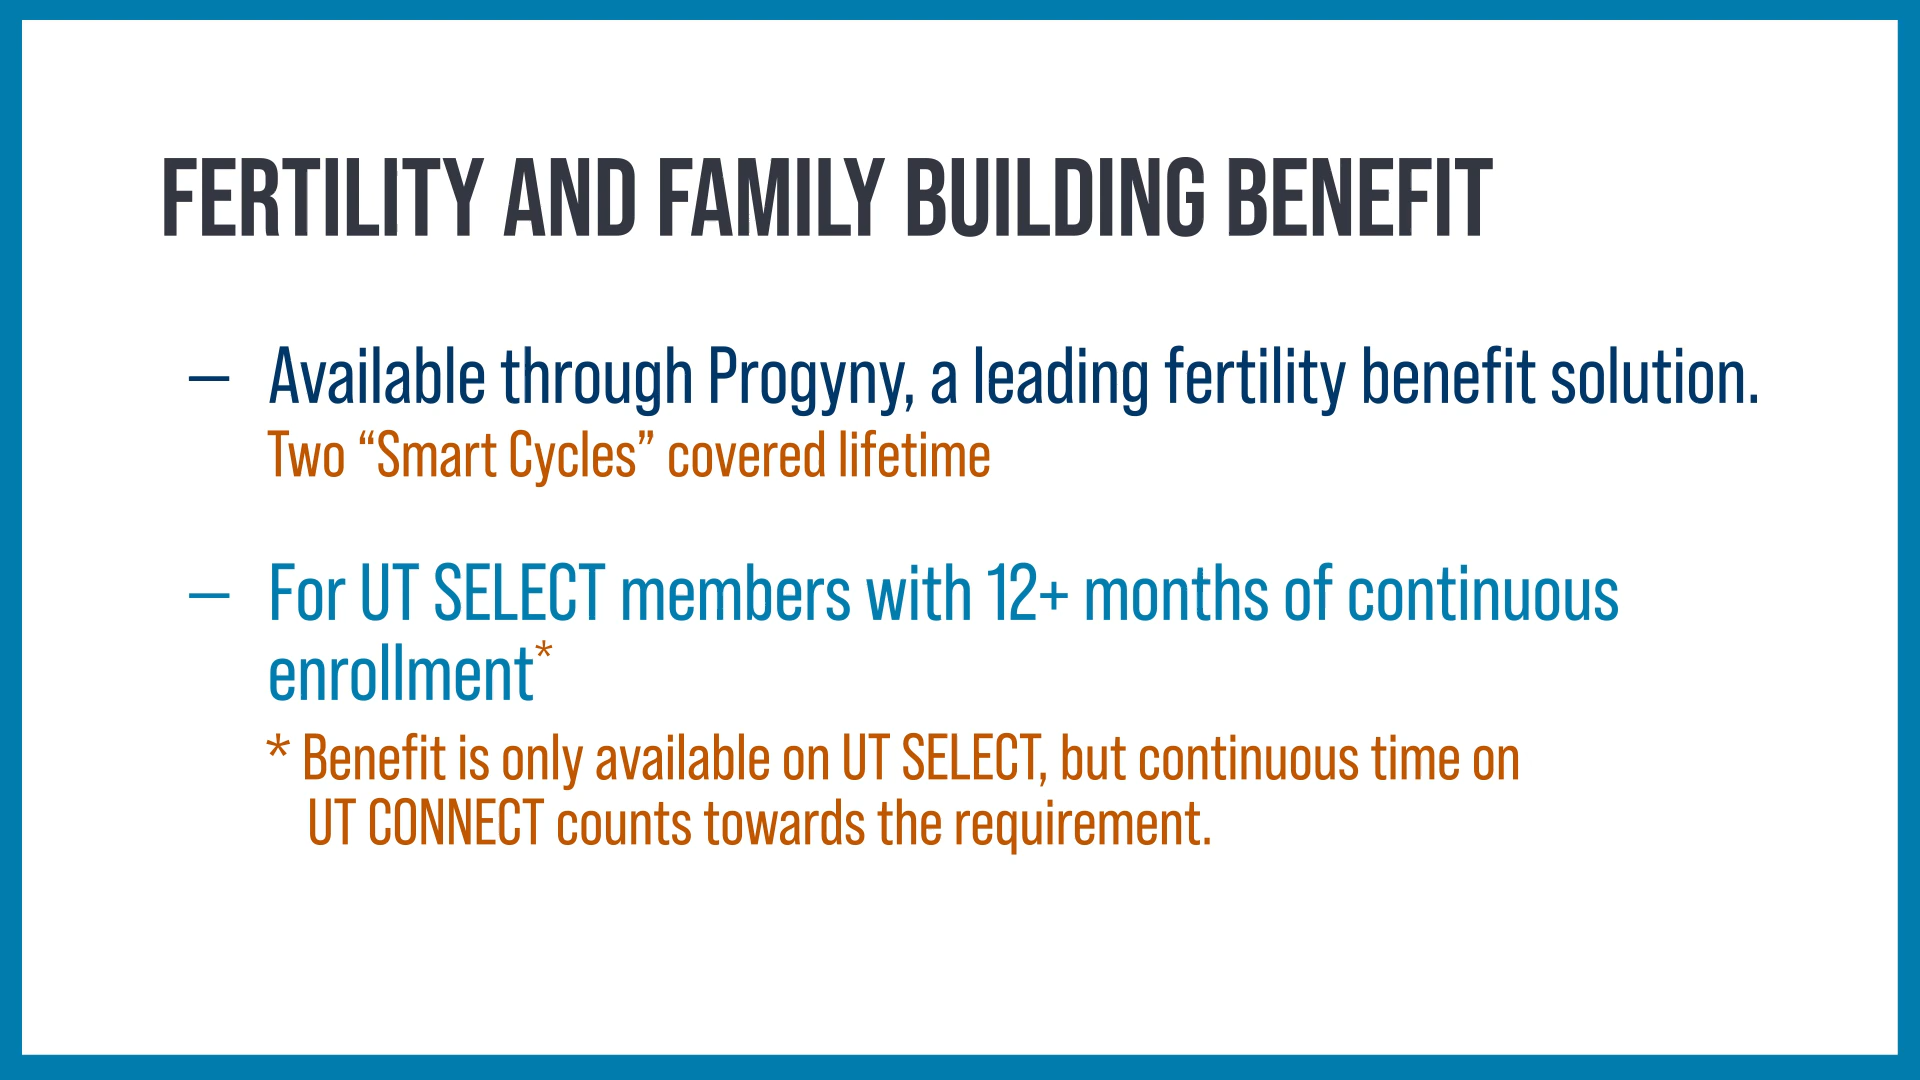 FERTILITY AND FAMILY BUILDING BENEFIT
– Available through Progyny, a leading fertility benefit solution.
Two “Smart Cycles” covered lifetime
– For UT SELECT members with 12+ months of continuous
enrollment*
* Benefit is only available on UT SELECT, but continuous time on
UT CONNECT counts towards the requirement.